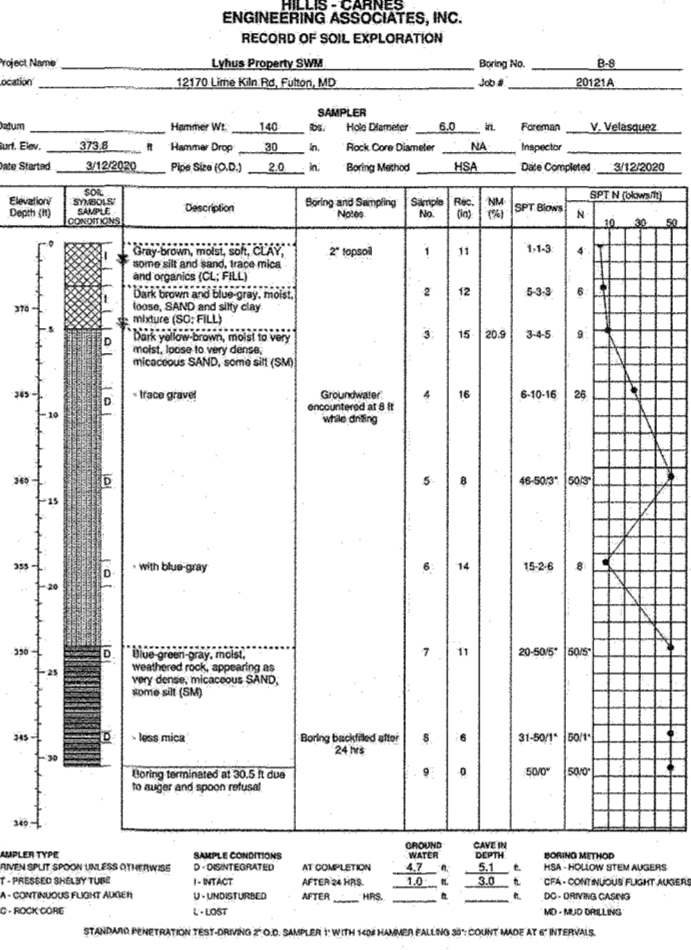 HILLIS - CARNES
ENGINEERING ASSOCIATES, INC.
RECORD OF SOIL EXPLORATION
Project Name Lyhus Property SWM Boring No. B-8
Location 12170 Lime Kiln Rd, Fulton, MD Job # 20121A
SAMPLER
Datum Hammer Wt. 140 lbs. Hole Diameter 6.0 in. Foreman V. Velasquez
Surf. Elev. 373.8 ft Hammer Drop 30 in. Rock Core Diameter NA Inspector
Date Started 3/12/2020 Pipe Size (O.D.) 2.0 in. Boring Method HSA Date Completed 3/12/2020
Elevation/ Depth (ft) SOIL SYMBOLS/ SAMPLE CONDITIONS Description Boring and Sampling Notes Sample No. Rec. (in) NM (%) SPT Blows N SPT N (blows/ft)
10 30 50
0 I Gray-brown, moist, soft, CLAY, 2" topsoil 1 11 1-1-3 4
some silt and sand, trace mica
and organics (CL; FILL)
I Dark brown and blue-gray, moist, 2 12 5-3-3 6
370 loose, SAND and silty clay
mixture (SC; FILL)
5 D Dark yellow-brown, moist to very 3 15 20.9 3-4-5 9
moist, loose to very dense,
micaceous SAND, some silt (SM)
365 D - trace gravel Groundwater 4 16 6-10-16 26
10 encountered at 8 ft
while drilling
360 D 5 8 46-50/3" 50/3"
15
355 D - with blue-gray 6 14 15-2-6 8
20
350 D Blue-green-gray, moist, 7 11 20-50/5" 50/5"
weathered rock, appearing as
25 very dense, micaceous SAND,
some silt (SM)
345 D - less mica Boring backfilled after 8 6 31-50/1" 50/1"
24 hrs
30
Boring terminated at 30.5 ft due 9 0 50/0" 50/0"
to auger and spoon refusal
340
SAMPLER TYPE SAMPLE CONDITIONS GROUND WATER CAVE IN DEPTH BORING METHOD
DRIVEN SPLIT SPOON UNLESS OTHERWISE D - DISINTEGRATED AT COMPLETION 4.7 ft. 5.1 ft. HSA - HOLLOW STEM AUGERS
T - PRESSED SHELBY TUBE I - INTACT AFTER 24 HRS. 1.0 ft. 3.0 ft. CFA - CONTINUOUS FLIGHT AUGERS
CA - CONTINUOUS FLIGHT AUGER U - UNDISTURBED AFTER HRS. ft. ft. DC - DRIVING CASING
RC - ROCK CORE L - LOST MD - MUD DRILLING
STANDARD PENETRATION TEST-DRIVING 2" O.D. SAMPLER 1' WITH 140# HAMMER FALLING 30": COUNT MADE AT 6" INTERVALS.